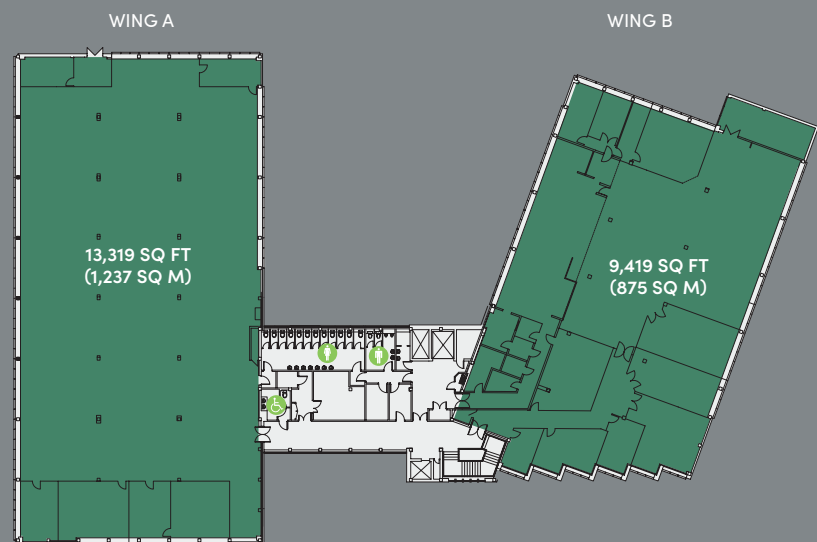 WING A
WING B
13,319 SQ FT
(1,237 SQ M)
9,419 SQ FT
(875 SQ M)